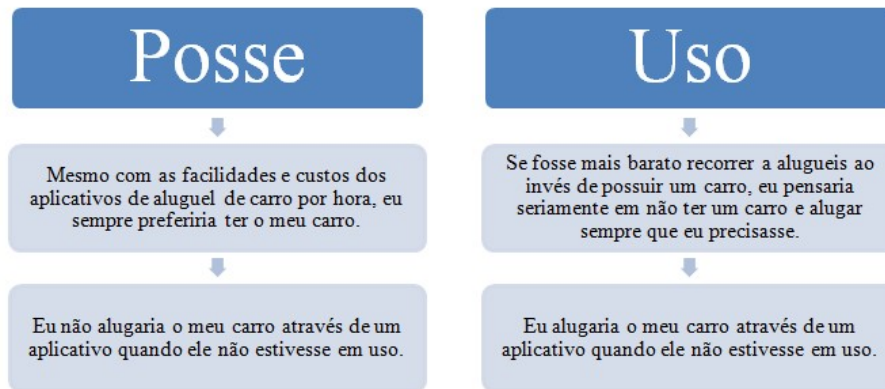 Posse
Mesmo com as facilidades e custos dos
aplicativos de aluguel de carro por hora, eu
sempre preferiria ter o meu carro.
Eu não alugaria o meu carro através de um
aplicativo quando ele não estivesse em uso.
Uso
Se fosse mais barato recorrer a alugueis ao
invés de possuir um carro, eu pensaria
seriamente em não ter um carro e alugar
sempre que eu precisasse.
Eu alugaria o meu carro através de um
aplicativo quando ele não estivesse em uso.